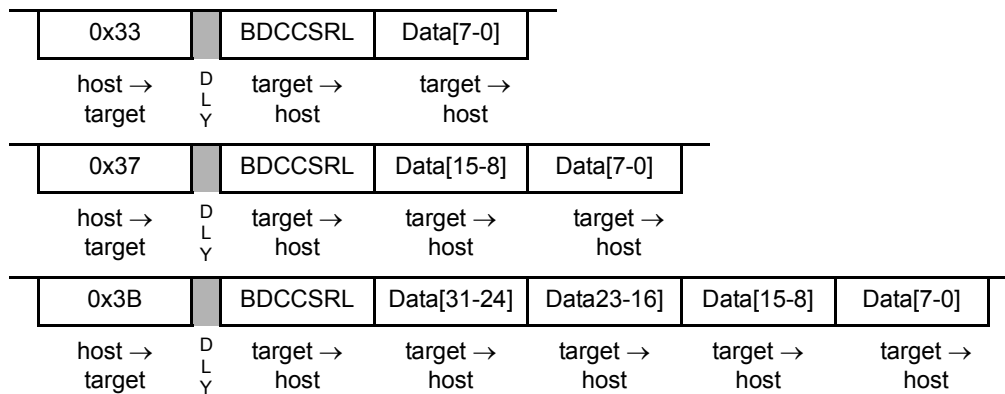 0x33 BDCCSRL Data[7-0]
host → D target → target →
target L Y host host
0x37 BDCCSRL Data[15-8] Data[7-0]
host → D target → target → target →
target L Y host host host
0x3B BDCCSRL Data[31-24] Data23-16] Data[15-8] Data[7-0]
host → D target → target → target → target → target →
target L Y host host host host host